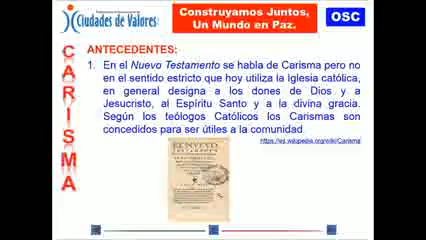 Ciudades de Valores
Construyamos Juntos,
Un Mundo en Paz.
OSC
CARISMA
ANTECEDENTES:
1. En el Nuevo Testamento se habla de Carisma pero no
en el sentido estricto que hoy utiliza la Iglesia católica,
en general designa a los dones de Dios y a
Jesucristo, al Espíritu Santo y a la divina gracia.
Según los teólogos Católicos los Carismas son
concedidos para ser útiles a la comunidad.
https://es.wikipedia.org/wiki/Carisma
EL NUEVO